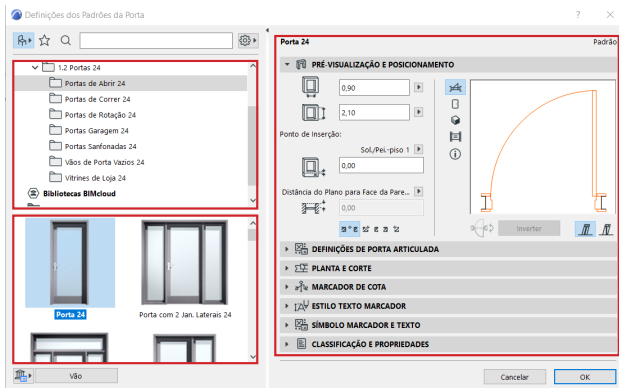 Definições dos Padrões da Porta
1.2 Portas 24
Portas de Abrir 24
Portas de Correr 24
Portas de Rotação 24
Portas Garagem 24
Portas Sanfonadas 24
Vãos de Porta Vazios 24
Vitrines de Loja 24
Bibliotecas BIMcloud
Porta 24
Porta com 2 Jan. Laterais 24
Vão
Porta 24
Padrão
PRÉ-VISUALIZAÇÃO E POSICIONAMENTO
0,90
2,10
Ponto de Inserção:
Sol./Pei.-piso 1
0,00
Distância do Plano para Face da Pare...
0,00
Inverter
DEFINIÇÕES DE PORTA ARTICULADA
PLANTA E CORTE
MARCADOR DE COTA
ESTILO TEXTO MARCADOR
SÍMBOLO MARCADOR E TEXTO
CLASSIFICAÇÃO E PROPRIEDADES
Cancelar
OK